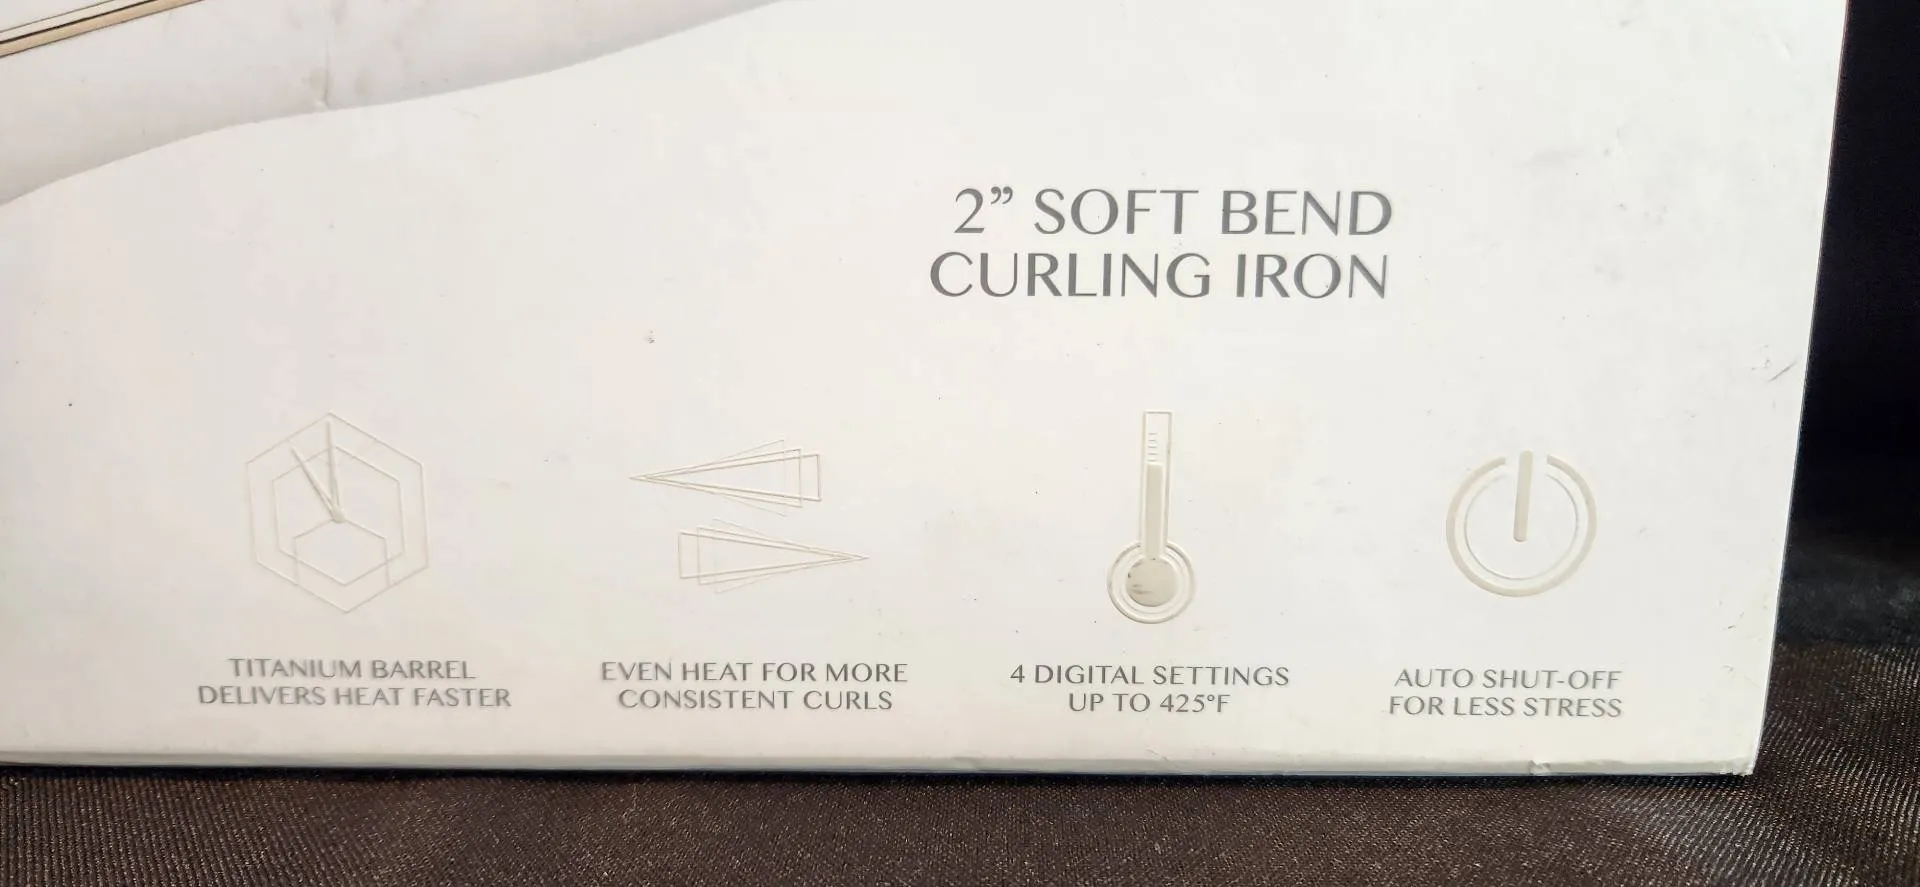 2” SOFT BEND
CURLING IRON
TITANIUM BARREL
DELIVERS HEAT FASTER
EVEN HEAT FOR MORE
CONSISTENT CURLS
4 DIGITAL SETTINGS
UP TO 425°F
AUTO SHUT-OFF
FOR LESS STRESS